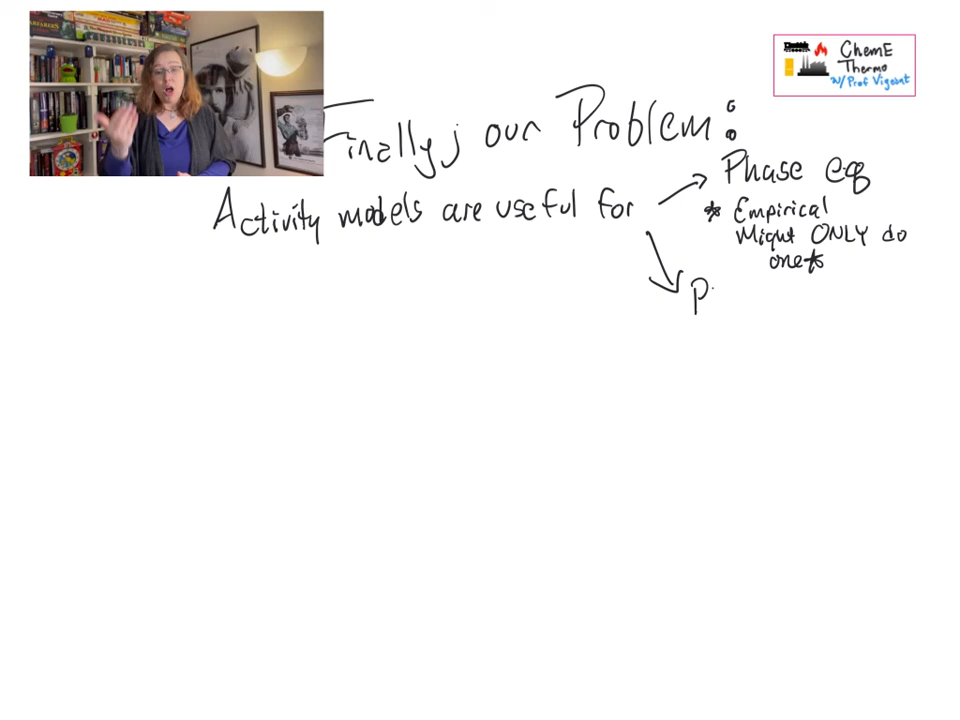 ChemE
Thermo
w/ Prof Vigeant
Finally, our Problem:
Activity models are useful for
Phase eq
* Empirical
Might ONLY do
one*
p